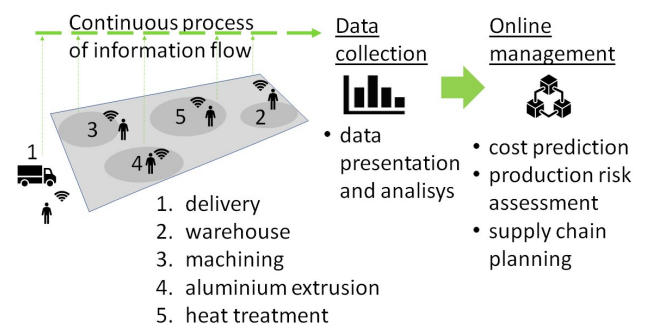 Continuous process
of information flow
Data
collection
Online
management
1
3
5
2
4
• data
presentation
and analisys
• cost prediction
• production risk
assessment
• supply chain
planning
1. delivery
2. warehouse
3. machining
4. aluminium extrusion
5. heat treatment